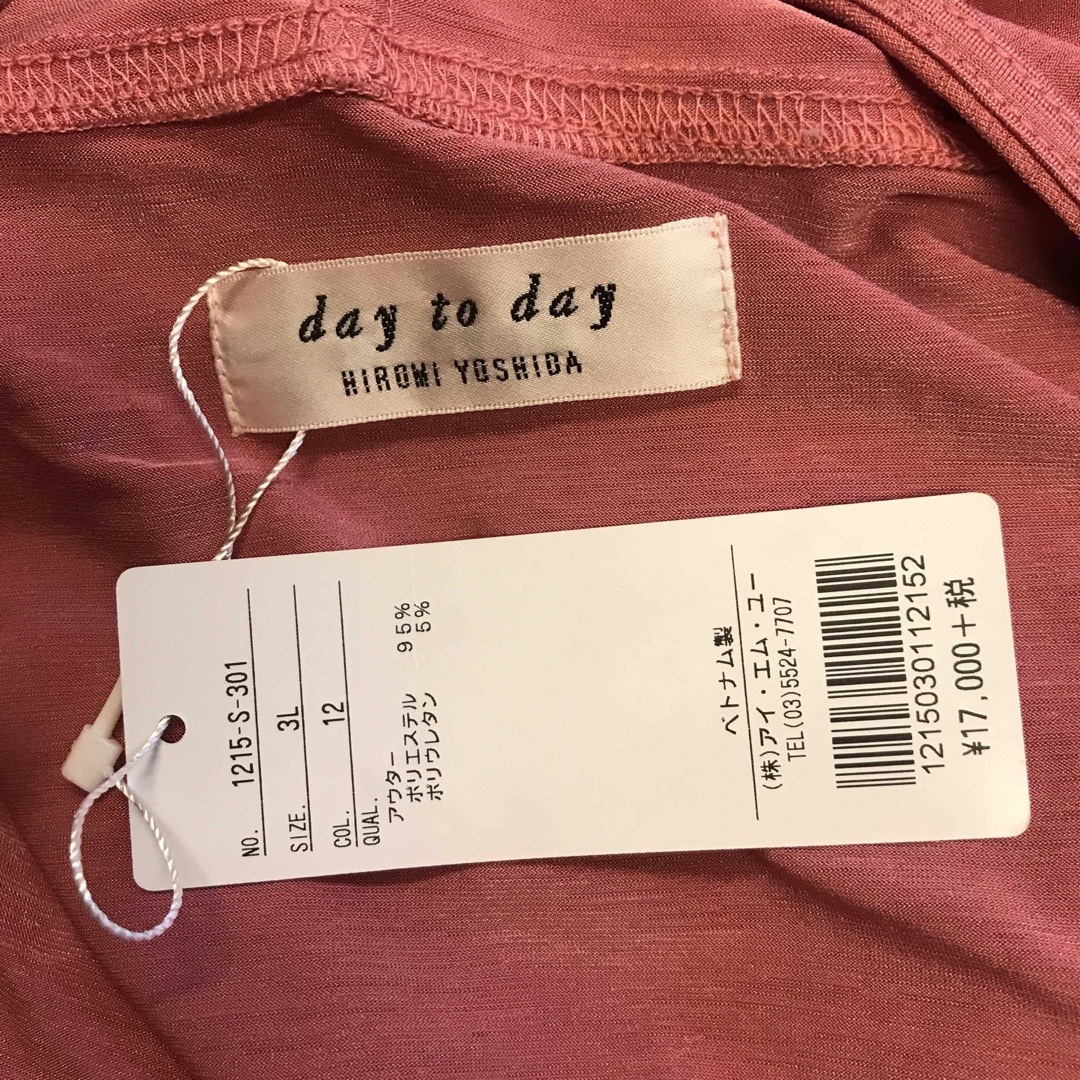 day to day
HIROMI YOSHIDA
NO. 1215-S-301
SIZE. 3L
COL. 12
QUAL.
アウター
ポリエステル 95%
ポリウレタン 5%
ベトナム製
(株)アイ・エム・ユー
TEL(03)5524-7707
121503011​2152
¥17,000+税